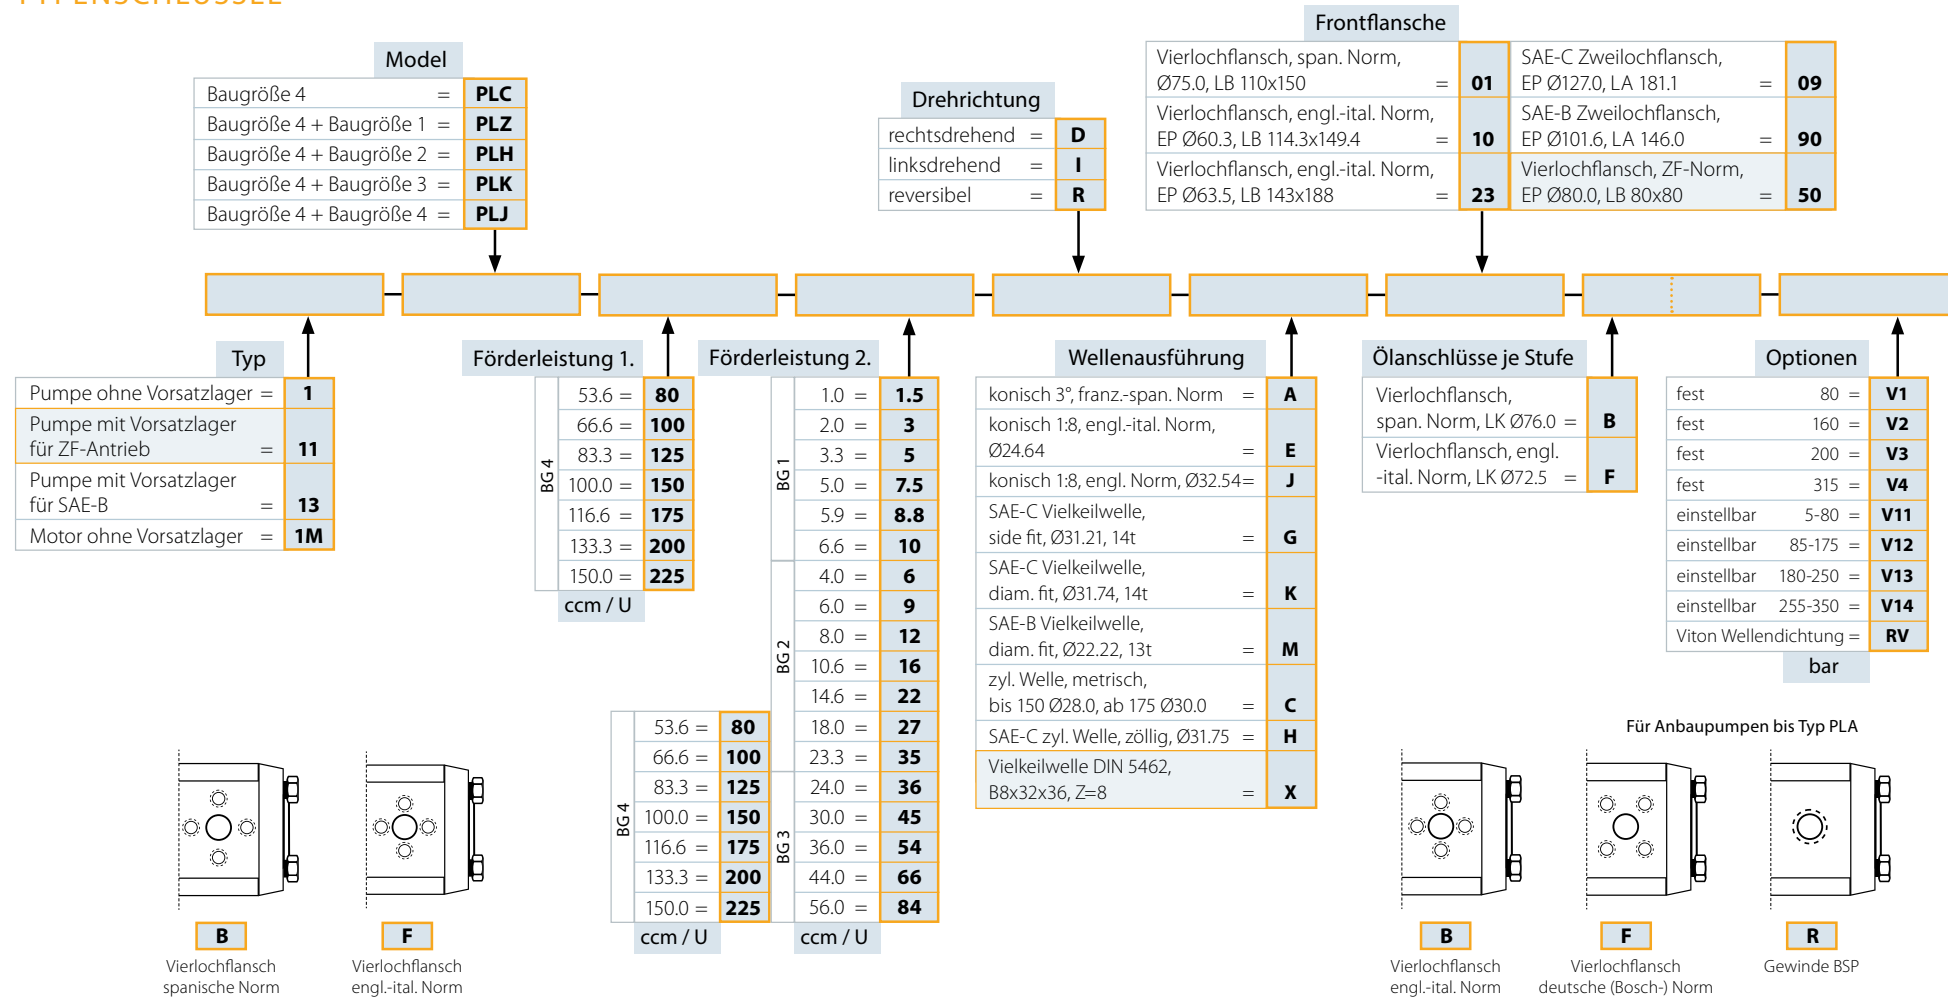 TYPENSCHLÜSSEL
Model
Baugröße 4 = PLC
Baugröße 4 + Baugröße 1 = PLZ
Baugröße 4 + Baugröße 2 = PLH
Baugröße 4 + Baugröße 3 = PLK
Baugröße 4 + Baugröße 4 = PLJ
Drehrichtung
rechtsdrehend = D
linksdrehend = I
reversibel = R
Frontflansche
Vierlochflansch, span. Norm,
Ø75.0, LB 110x150 = 01
Vierlochflansch, engl.-ital. Norm,
EP Ø60.3, LB 114.3x149.4 = 10
Vierlochflansch, engl.-ital. Norm,
EP Ø63.5, LB 143x188 = 23
SAE-C Zweilochflansch,
EP Ø127.0, LA 181.1 = 09
SAE-B Zweilochflansch,
EP Ø101.6, LA 146.0 = 90
Vierlochflansch, ZF-Norm,
EP Ø80.0, LB 80x80 = 50
Typ
Pumpe ohne Vorsatzlager = 1
Pumpe mit Vorsatzlager
für ZF-Antrieb = 11
Pumpe mit Vorsatzlager
für SAE-B = 13
Motor ohne Vorsatzlager = 1M
Förderleistung 1.
BG 4
53.6 = 80
66.6 = 100
83.3 = 125
100.0 = 150
116.6 = 175
133.3 = 200
150.0 = 225
ccm / U
Förderleistung 2.
BG 1
1.0 = 1.5
2.0 = 3
3.3 = 5
5.0 = 7.5
5.9 = 8.8
6.6 = 10
BG 2
4.0 = 6
6.0 = 9
8.0 = 12
10.6 = 16
14.6 = 22
18.0 = 27
23.3 = 35
BG 3
24.0 = 36
30.0 = 45
36.0 = 54
44.0 = 66
56.0 = 84
ccm / U
BG 4
53.6 = 80
66.6 = 100
83.3 = 125
100.0 = 150
116.6 = 175
133.3 = 200
150.0 = 225
ccm / U
Wellenausführung
konisch 3°, franz.-span. Norm = A
konisch 1:8, engl.-ital. Norm,
Ø24.64 = E
konisch 1:8, engl. Norm, Ø32.54= J
SAE-C Vielkeilwelle,
side fit, Ø31.21, 14t = G
SAE-C Vielkeilwelle,
diam. fit, Ø31.74, 14t = K
SAE-B Vielkeilwelle,
diam. fit, Ø22.22, 13t = M
zyl. Welle, metrisch,
bis 150 Ø28.0, ab 175 Ø30.0 = C
SAE-C zyl. Welle, zöllig, Ø31.75 = H
Vielkeilwelle DIN 5462,
B8x32x36, Z=8 = X
Ölanschlüsse je Stufe
Vierlochflansch,
span. Norm, LK Ø76.0 = B
Vierlochflansch, engl.
-ital. Norm, LK Ø72.5 = F
Optionen
fest 80 = V1
fest 160 = V2
fest 200 = V3
fest 315 = V4
einstellbar 5-80 = V11
einstellbar 85-175 = V12
einstellbar 180-250 = V13
einstellbar 255-350 = V14
Viton Wellendichtung = RV
bar
B
Vierlochflansch
spanische Norm
F
Vierlochflansch
engl.-ital. Norm
Für Anbaupumpen bis Typ PLA
B
Vierlochflansch
engl.-ital. Norm
F
Vierlochflansch
deutsche (Bosch-) Norm
R
Gewinde BSP